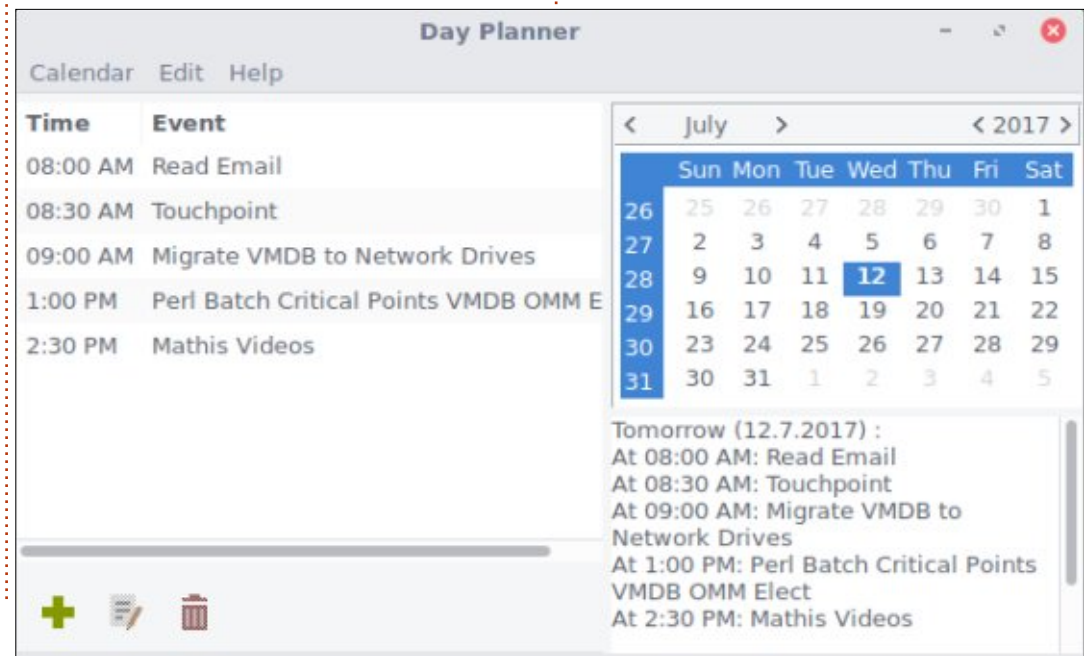 Day Planner
Calendar Edit Help
Time Event
08:00 AM Read Email
08:30 AM Touchpoint
09:00 AM Migrate VMDB to Network Drives
1:00 PM Perl Batch Critical Points VMDB OMM E
2:30 PM Mathis Videos
< July > < 2017 >
Sun Mon Tue Wed Thu Fri Sat
26 25 26 27 28 29 30 1
27 2 3 4 5 6 7 8
28 9 10 11 12 13 14 15
29 16 17 18 19 20 21 22
30 23 24 25 26 27 28 29
31 30 31 1 2 3 4 5
Tomorrow (12.7.2017) :
At 08:00 AM: Read Email
At 08:30 AM: Touchpoint
At 09:00 AM: Migrate VMDB to
Network Drives
At 1:00 PM: Perl Batch Critical Points
VMDB OMM Elect
At 2:30 PM: Mathis Videos